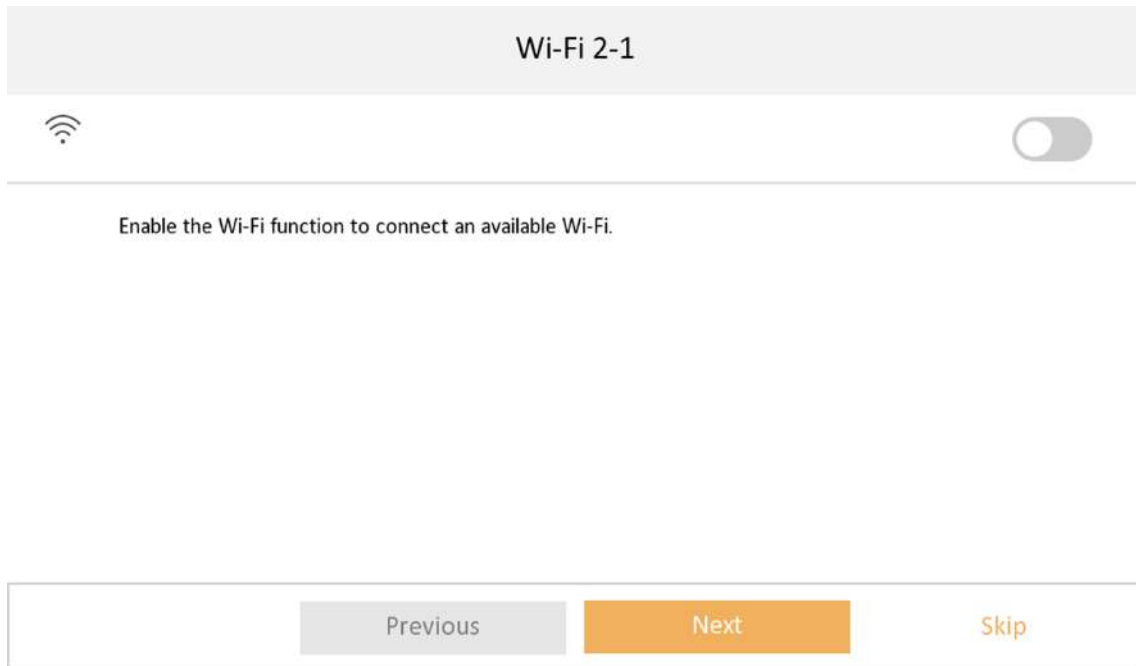 Wi-Fi 2-1
Enable the Wi-Fi function to connect an available Wi-Fi.
Previous
Next
Skip